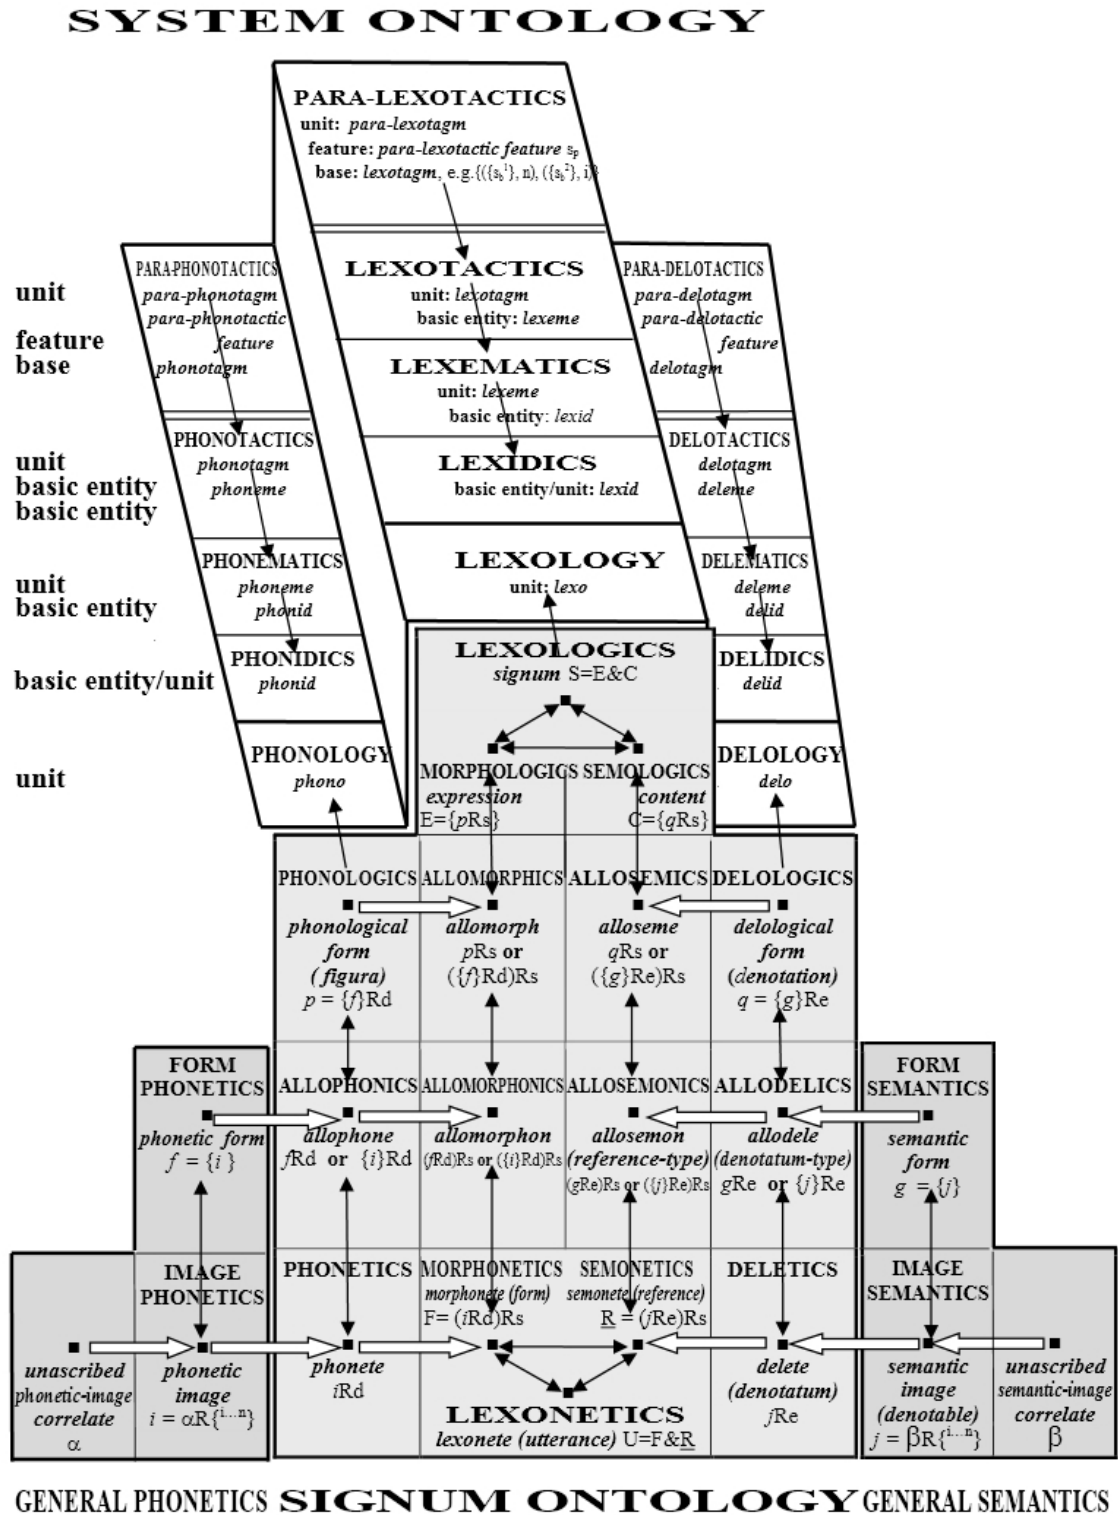 SYSTEM ONTOLOGY
PARA-LEXOTACTICS
unit: para-lexotagm
feature: para-lexotactic feature sₚ
base: lexotagm, e.g.{({s_b¹}, n), ({s_b²}, i)}
LEXOTACTICS
unit: lexotagm
basic entity: lexeme
LEXEMATICS
unit: lexeme
basic entity: lexid
LEXIDICS
basic entity/unit: lexid
LEXOLOGY
unit: lexo
unit
feature
base
unit
basic entity
basic entity
unit
basic entity
basic entity/unit
unit
PARA-PHONOTACTICS
para-phonotagm
para-phonotactic
feature
phonotagm
PHONOTACTICS
phonotagm
phoneme
PHONEMATICS
phoneme
phonid
PHONIDICS
phonid
PHONOLOGY
phono
PARA-DELOTACTICS
para-delotagm
para-delotactic
feature
delotagm
DELOTACTICS
delotagm
deleme
DELEMATICS
deleme
delid
DELIDICS
delid
DELOLOGY
delo
LEXOLOGICS
signum S=E&C
MORPHOLOGICS
expression
E={pRs}
SEMOLOGICS
content
C={qRs}
PHONOLOGICS
phonological
form
(figura)
p = {f}Rd
ALLOMORPHICS
allomorph
pRs or
({f}Rd)Rs
ALLOSEMICS
alloseme
qRs or
({g}Re)Rs
DELOLOGICS
delological
form
(denotation)
q = {g}Re
FORM
PHONETICS
phonetic form
f = {i }
ALLOPHONICS
allophone
fRd or {i}Rd
ALLOMORPHONICS
allomorphon
(fRd)Rs or ({i}Rd)Rs
ALLOSEMONICS
allosemon
(reference-type)
(gRe)Rs or ({j}Re)Rs
ALLODELICS
allodele
(denotatum-type)
gRe or {j}Re
FORM
SEMANTICS
semantic
form
g = {j}
unascribed
phonetic-image
correlate
α
IMAGE
PHONETICS
phonetic
image
i = αR{ⁱ···ⁿ}
PHONETICS
phonete
iRd
MORPHONETICS
morphonete (form)
F= (iRd)Rs
SEMONETICS
semonete (reference)
R = (jRe)Rs
LEXONETICS
lexonete (utterance) U=F&R
DELETICS
delete
(denotatum)
jRe
IMAGE
SEMANTICS
semantic
image
(denotable)
j = βR{ⁱ···ⁿ}
unascribed
semantic-image
correlate
β
GENERAL PHONETICS SIGNUM ONTOLOGY GENERAL SEMANTICS